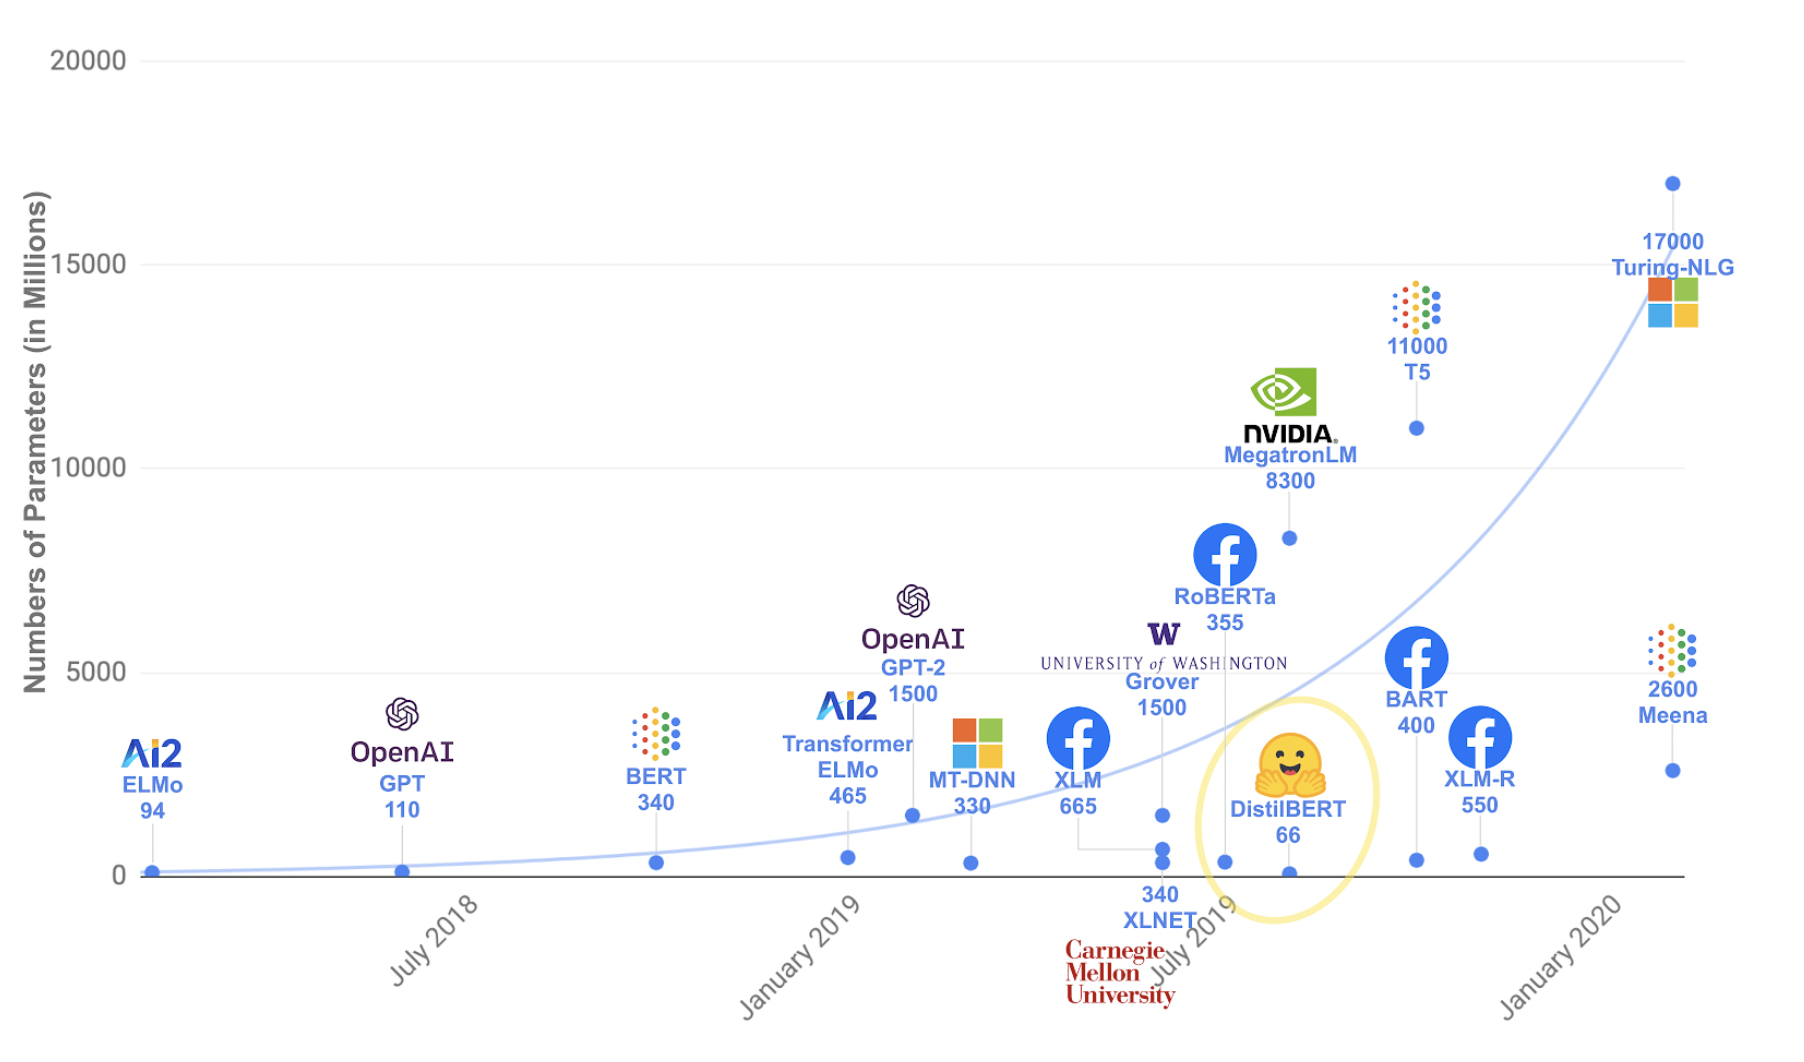 Numbers of Parameters (in Millions)
20000
15000
10000
5000
0
Ai2
ELMo
94
OpenAI
GPT
110
BERT
340
Ai2
Transformer
ELMo
465
OpenAI
GPT-2
1500
MT-DNN
330
XLM
665
W
UNIVERSITY of WASHINGTON
Grover
1500
340
XLNET
Carnegie
Mellon
University
RoBERTa
355
NVIDIA.
MegatronLM
8300
DistilBERT
66
11000
T5
BART
400
XLM-R
550
17000
Turing-NLG
2600
Meena
July 2018
January 2019
July 2019
January 2020